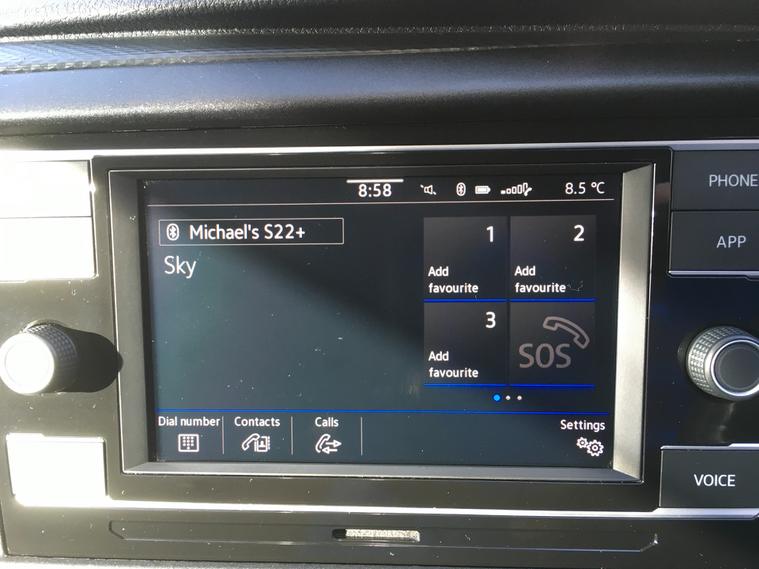 8:58
8.5 °C
PHONE
Michael's S22+
1
2
APP
Sky
Add
favourite
Add
favourite
3
SOS
Add
favourite
Dial number
Contacts
Calls
Settings
VOICE